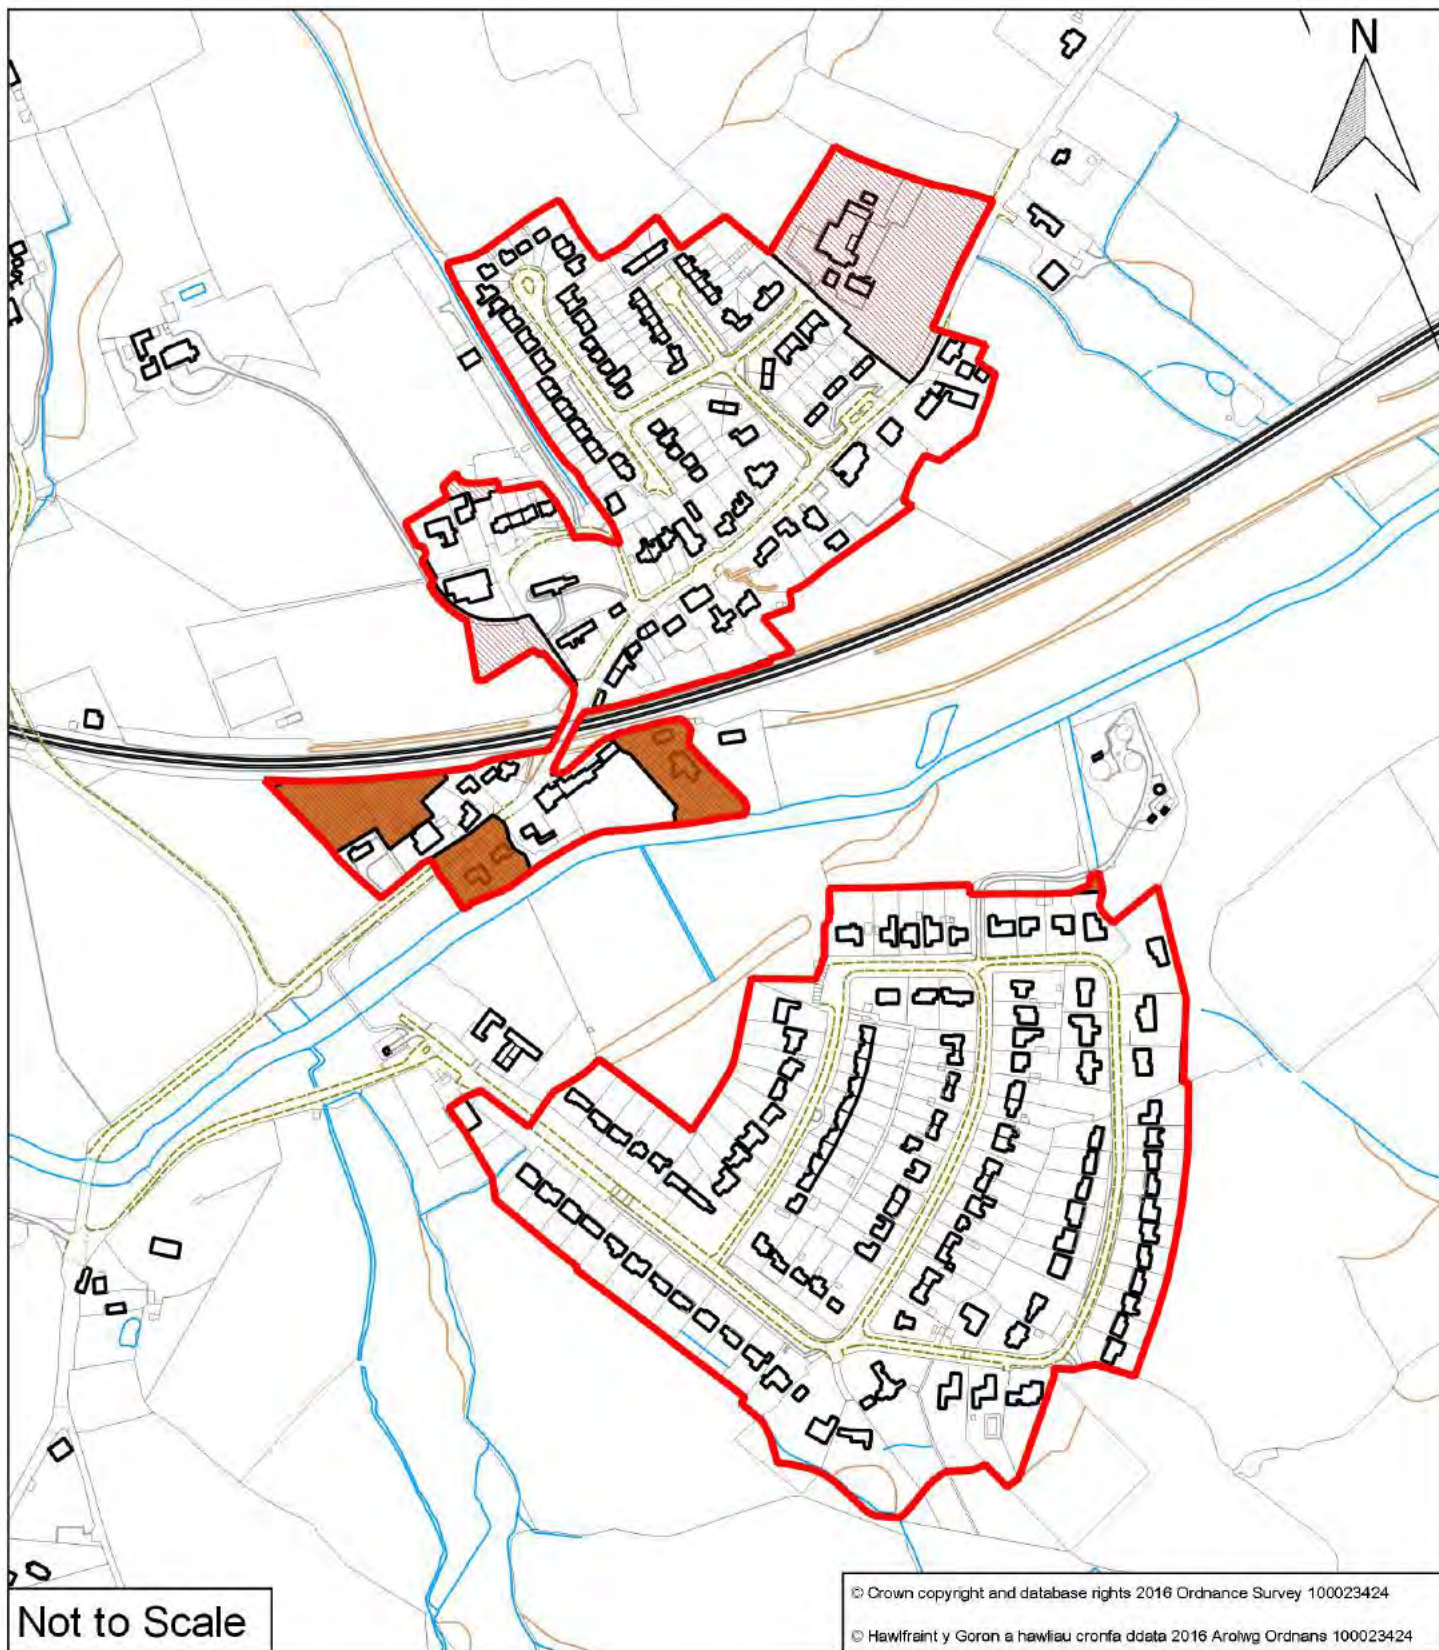 N
Not to Scale
© Crown copyright and database rights 2016 Ordnance Survey 100023424
© Hawlfraint y Goron a hawliau cronfa ddata 2016 Arolwg Ordnans 100023424